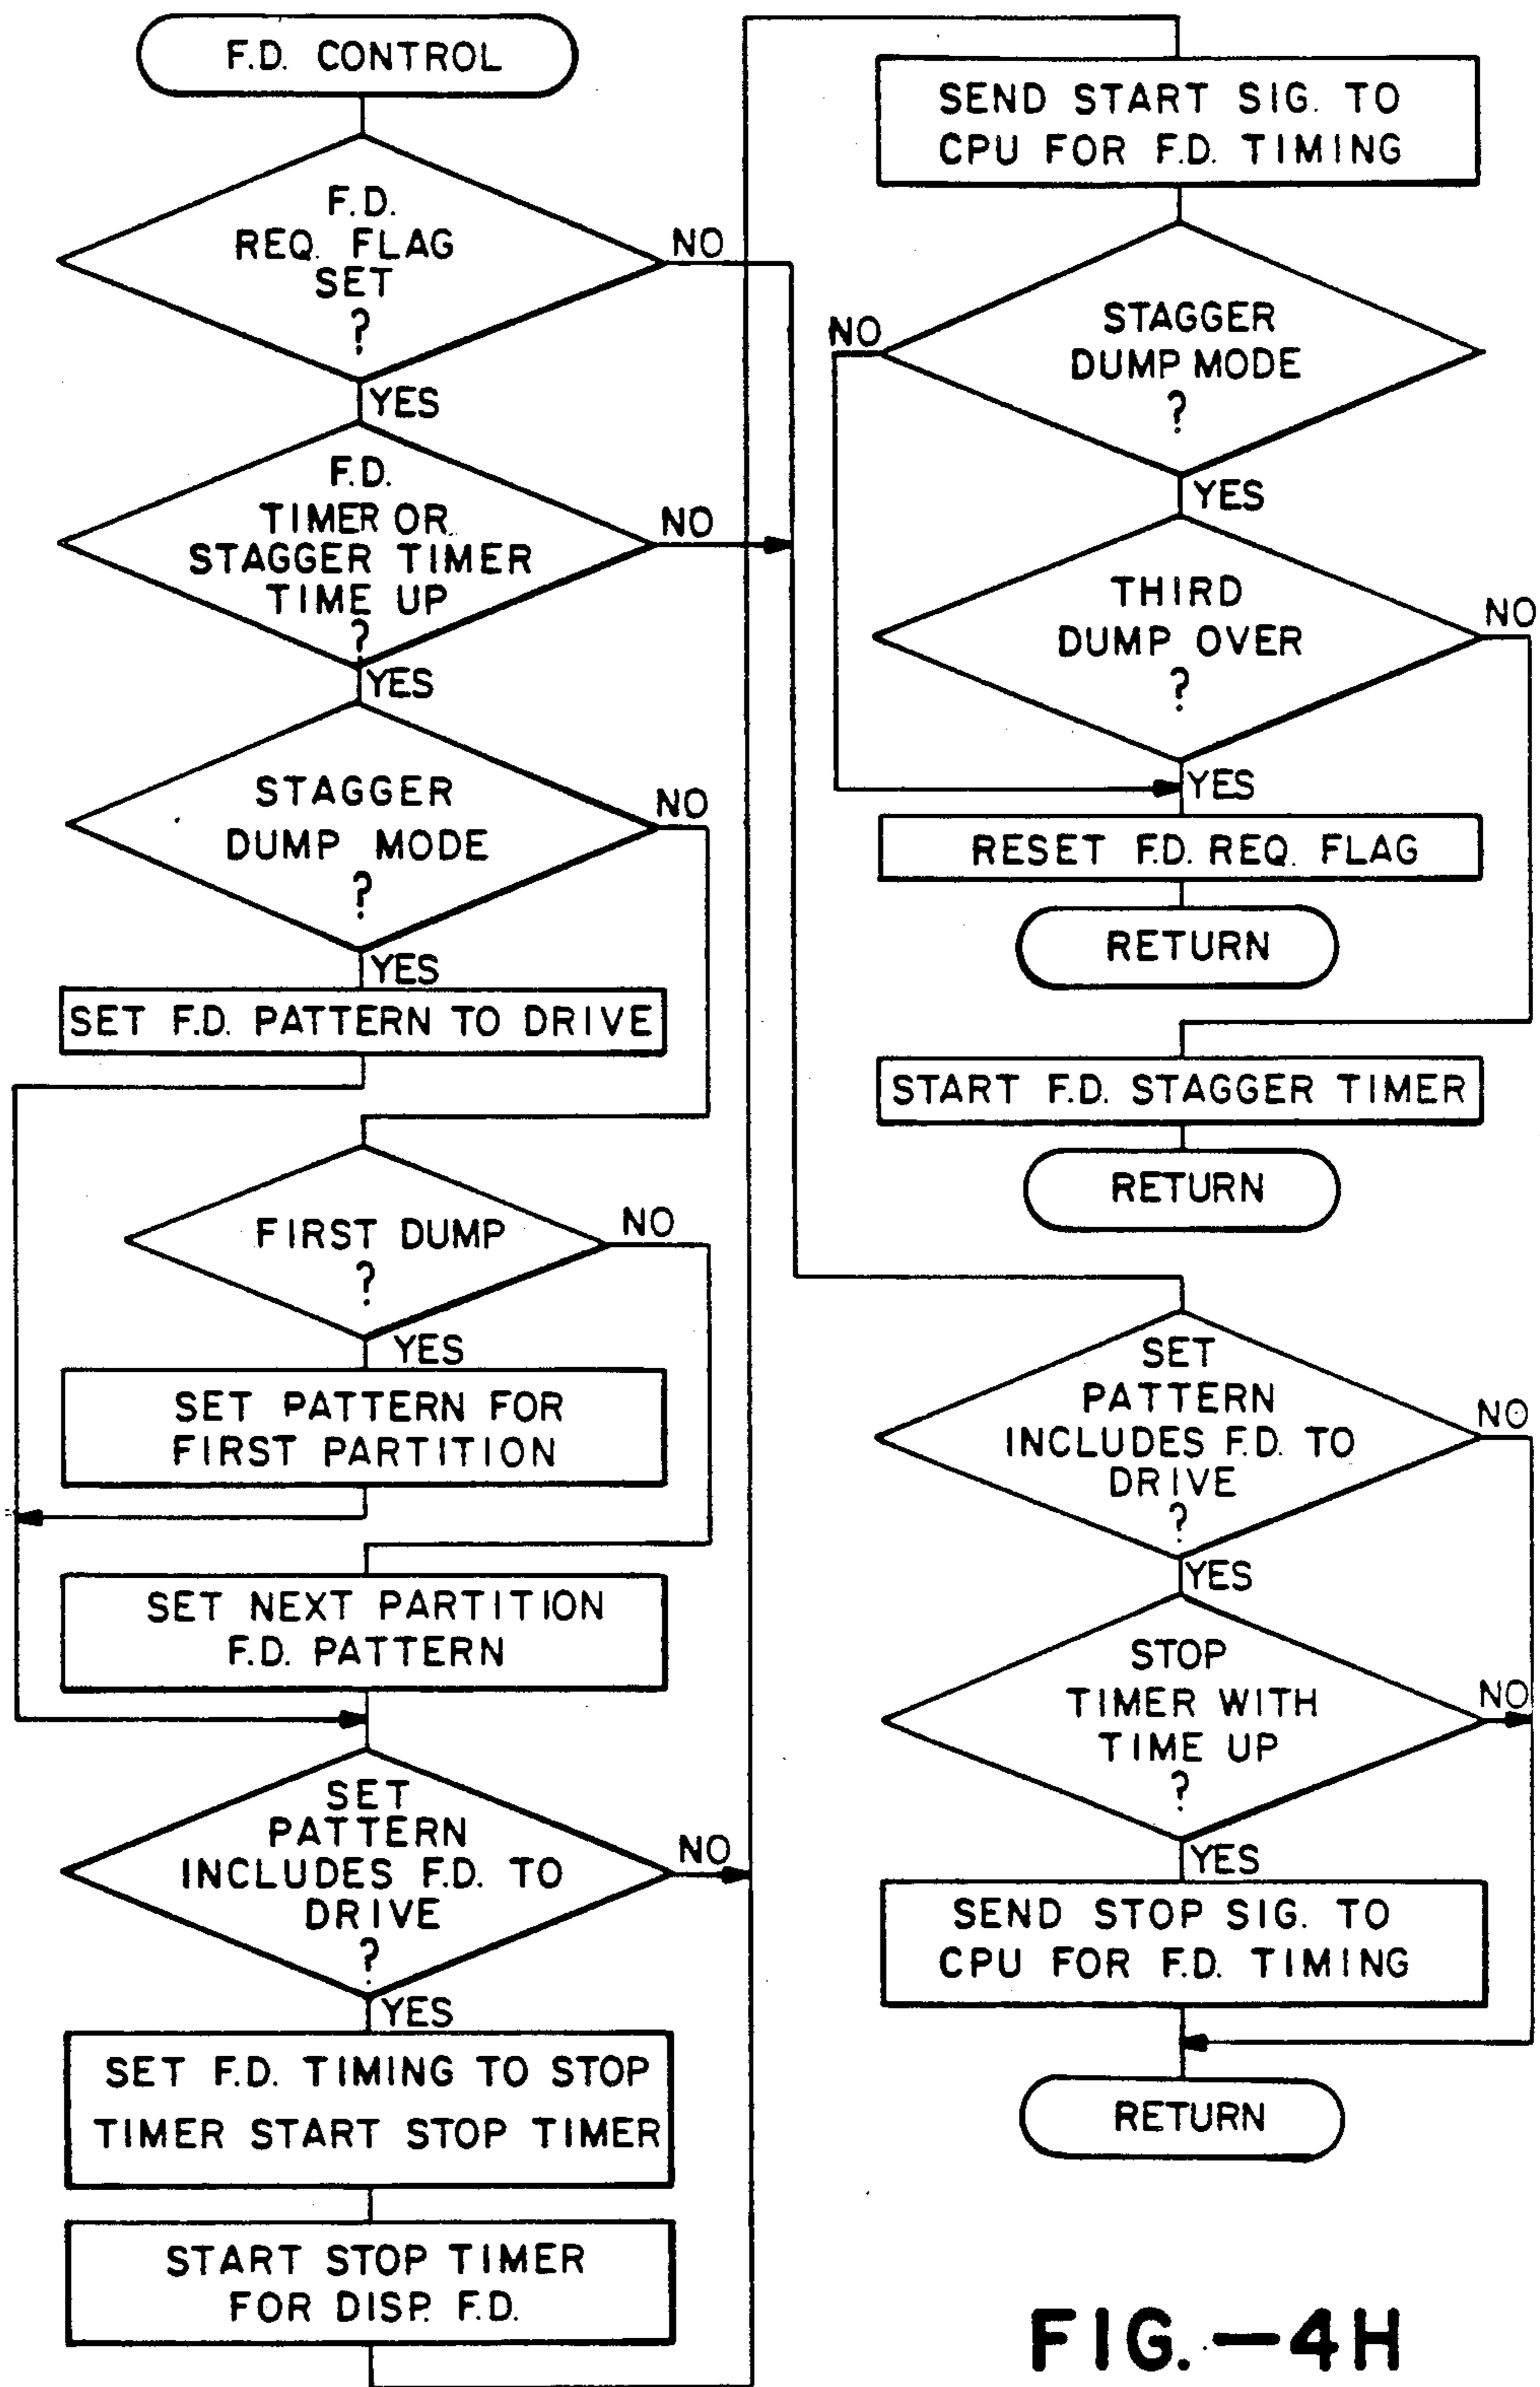 F.D. CONTROL
F.D.
REQ. FLAG
SET
?
NO
YES
F.D.
TIMER OR
STAGGER TIMER
TIME UP
?
NO
YES
STAGGER
DUMP MODE
?
NO
YES
SET F.D. PATTERN TO DRIVE
FIRST DUMP
?
NO
YES
SET PATTERN FOR
FIRST PARTITION
SET NEXT PARTITION
F.D. PATTERN
SET
PATTERN
INCLUDES F.D. TO
DRIVE
?
NO
YES
SET F.D. TIMING TO STOP
TIMER START STOP TIMER
START STOP TIMER
FOR DISP. F.D.
SEND START SIG. TO
CPU FOR F.D. TIMING
STAGGER
DUMP MODE
?
NO
YES
THIRD
DUMP OVER
?
NO
YES
RESET F.D. REQ. FLAG
RETURN
START F.D. STAGGER TIMER
RETURN
SET
PATTERN
INCLUDES F.D. TO
DRIVE
?
NO
YES
STOP
TIMER WITH
TIME UP
?
NO
YES
SEND STOP SIG. TO
CPU FOR F.D. TIMING
RETURN
FIG.—4H